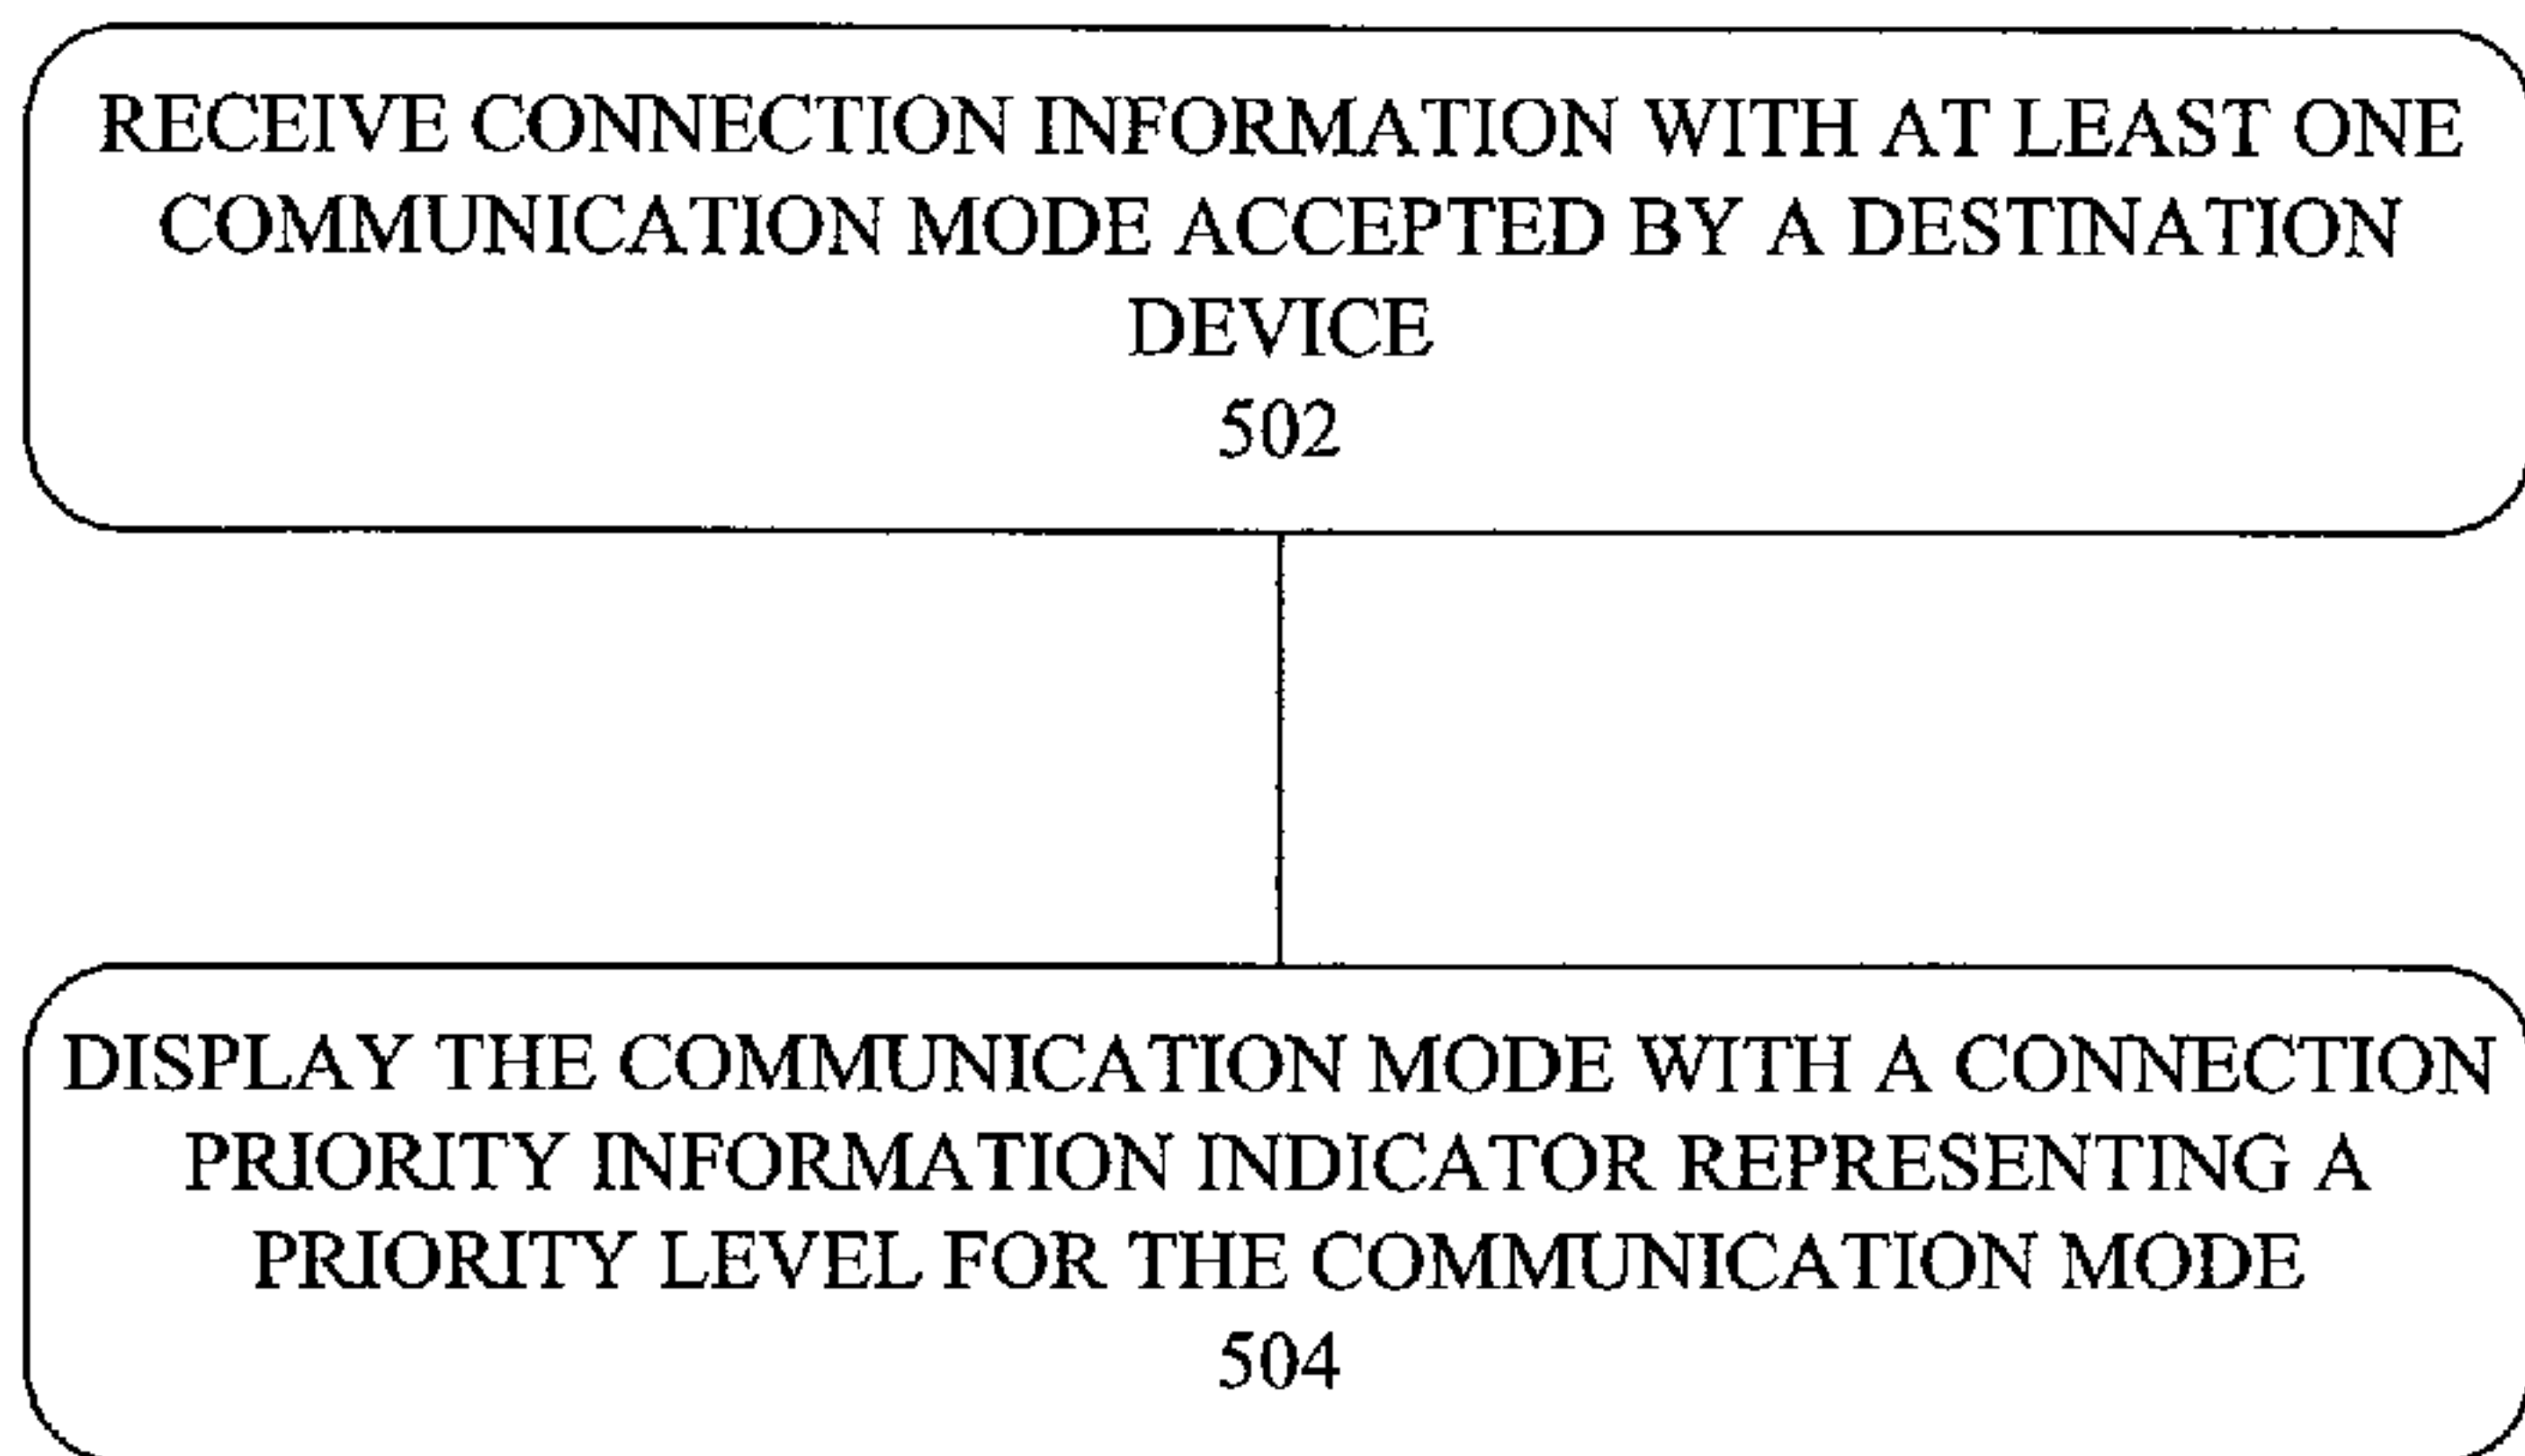 RECEIVE CONNECTION INFORMATION WITH AT LEAST ONE
COMMUNICATION MODE ACCEPTED BY A DESTINATION
DEVICE
502
DISPLAY THE COMMUNICATION MODE WITH A CONNECTION
PRIORITY INFORMATION INDICATOR REPRESENTING A
PRIORITY LEVEL FOR THE COMMUNICATION MODE
504